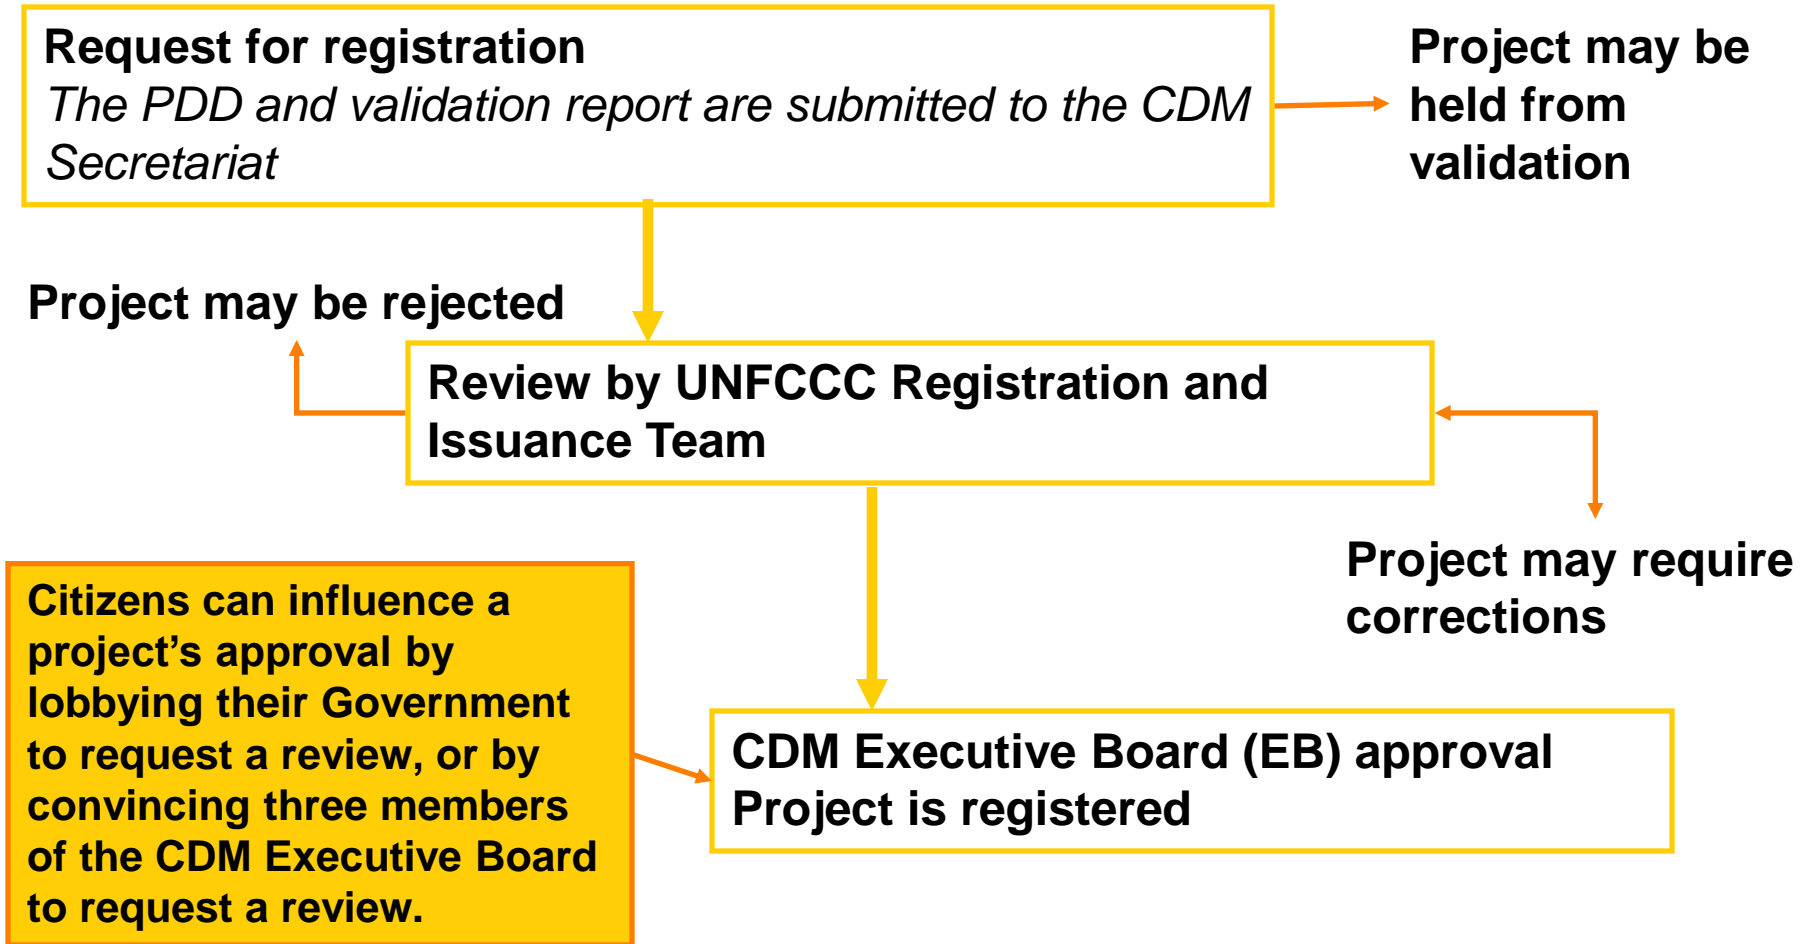 Request for registration
The PDD and validation report are submitted to the CDM
Secretariat
Project may be
held from
validation
Project may be rejected
Review by UNFCCC Registration and
Issuance Team
Project may require
corrections
Citizens can influence a
project’s approval by
lobbying their Government
to request a review, or by
convincing three members
of the CDM Executive Board
to request a review.
CDM Executive Board (EB) approval
Project is registered